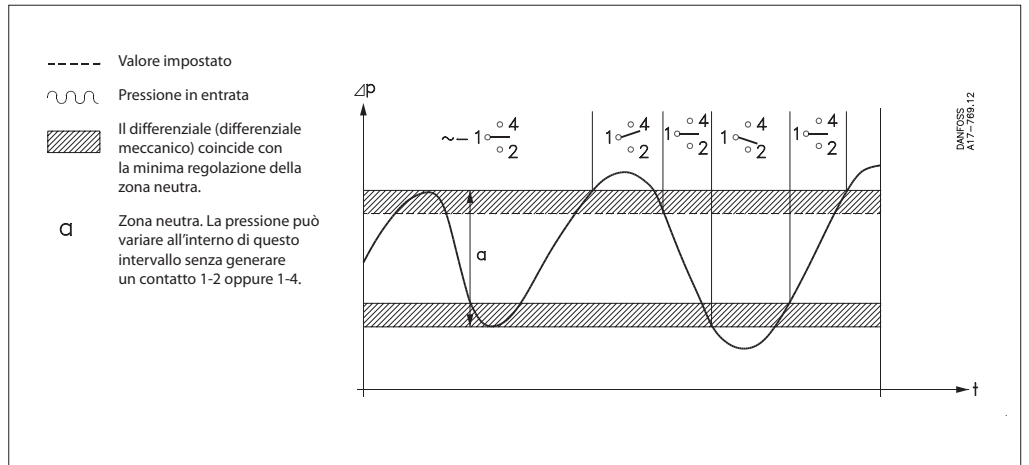 Valore impostato
Pressione in entrata
Il differenziale (differenziale
meccanico) coincide con
la minima regolazione della
zona neutra.
a
Zona neutra. La pressione può
variare all'interno di questo
intervallo senza generare
un contatto 1-2 oppure 1-4.
⊿p
~– 1 4 2
1 4 2
1 4 2
1 4 2
1 4 2
a
t
DANFOSS
A17-769.12